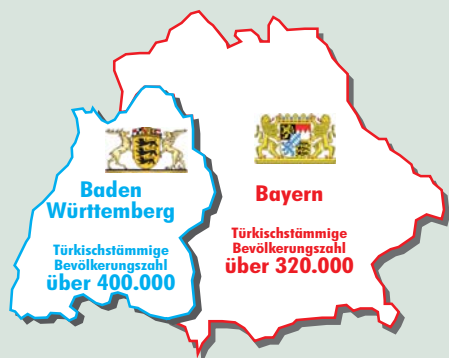 Baden
Württemberg
Türkischstämmige
Bevölkerungszahl
über 400.000
Bayern
Türkischstämmige
Bevölkerungszahl
über 320.000